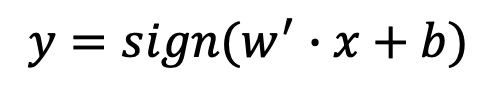 y = sign(w′ · x + b)